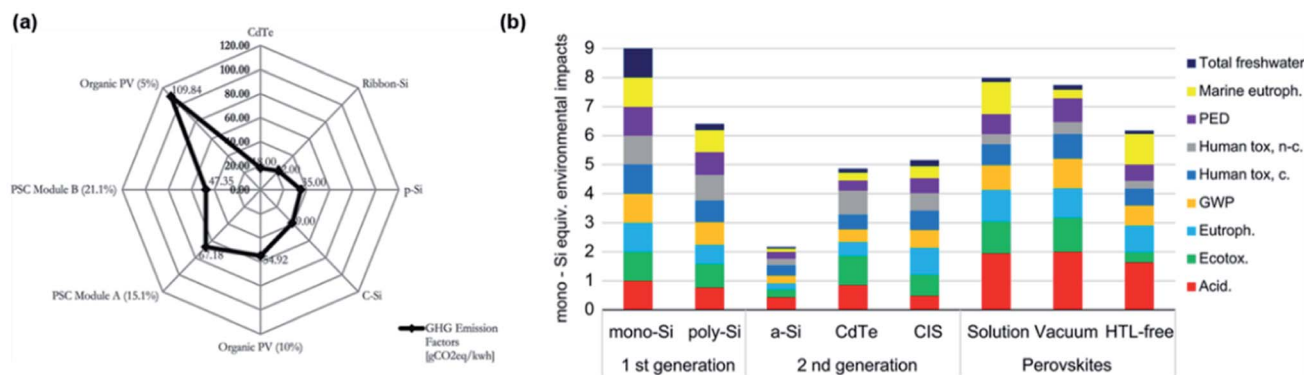 (a)
CdTe
120.00
100.00
80.00
60.00
40.00
20.00
0.00
Organic PV (5%)
109.84
Ribbon-Si
PSC Module B (21.1%)
47.35
p-Si
PSC Module A (15.1%)
67.18
C-Si
Organic PV (10%)
GHG Emission
Factors
[gCO2eq/kwh]
(b)
mono - Si equiv. environmental impacts
9
8
7
6
5
4
3
2
1
0
mono-Si poly-Si a-Si CdTe CIS Solution Vacuum HTL-free
1 st generation 2 nd generation Perovskites
Total freshwater
Marine eutroph.
PED
Human tox, n-c.
Human tox, c.
GWP
Eutroph.
Ecotox.
Acid.